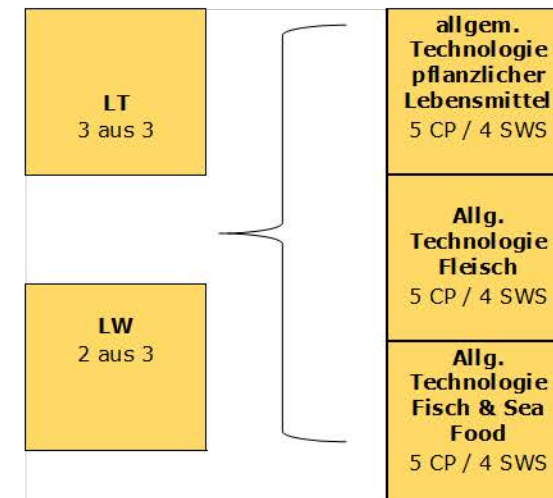 LT
3 aus 3
LW
2 aus 3
allgem.
Technologie
pflanzlicher
Lebensmittel
5 CP / 4 SWS
Allg.
Technologie
Fleisch
5 CP / 4 SWS
Allg.
Technologie
Fisch & Sea
Food
5 CP / 4 SWS